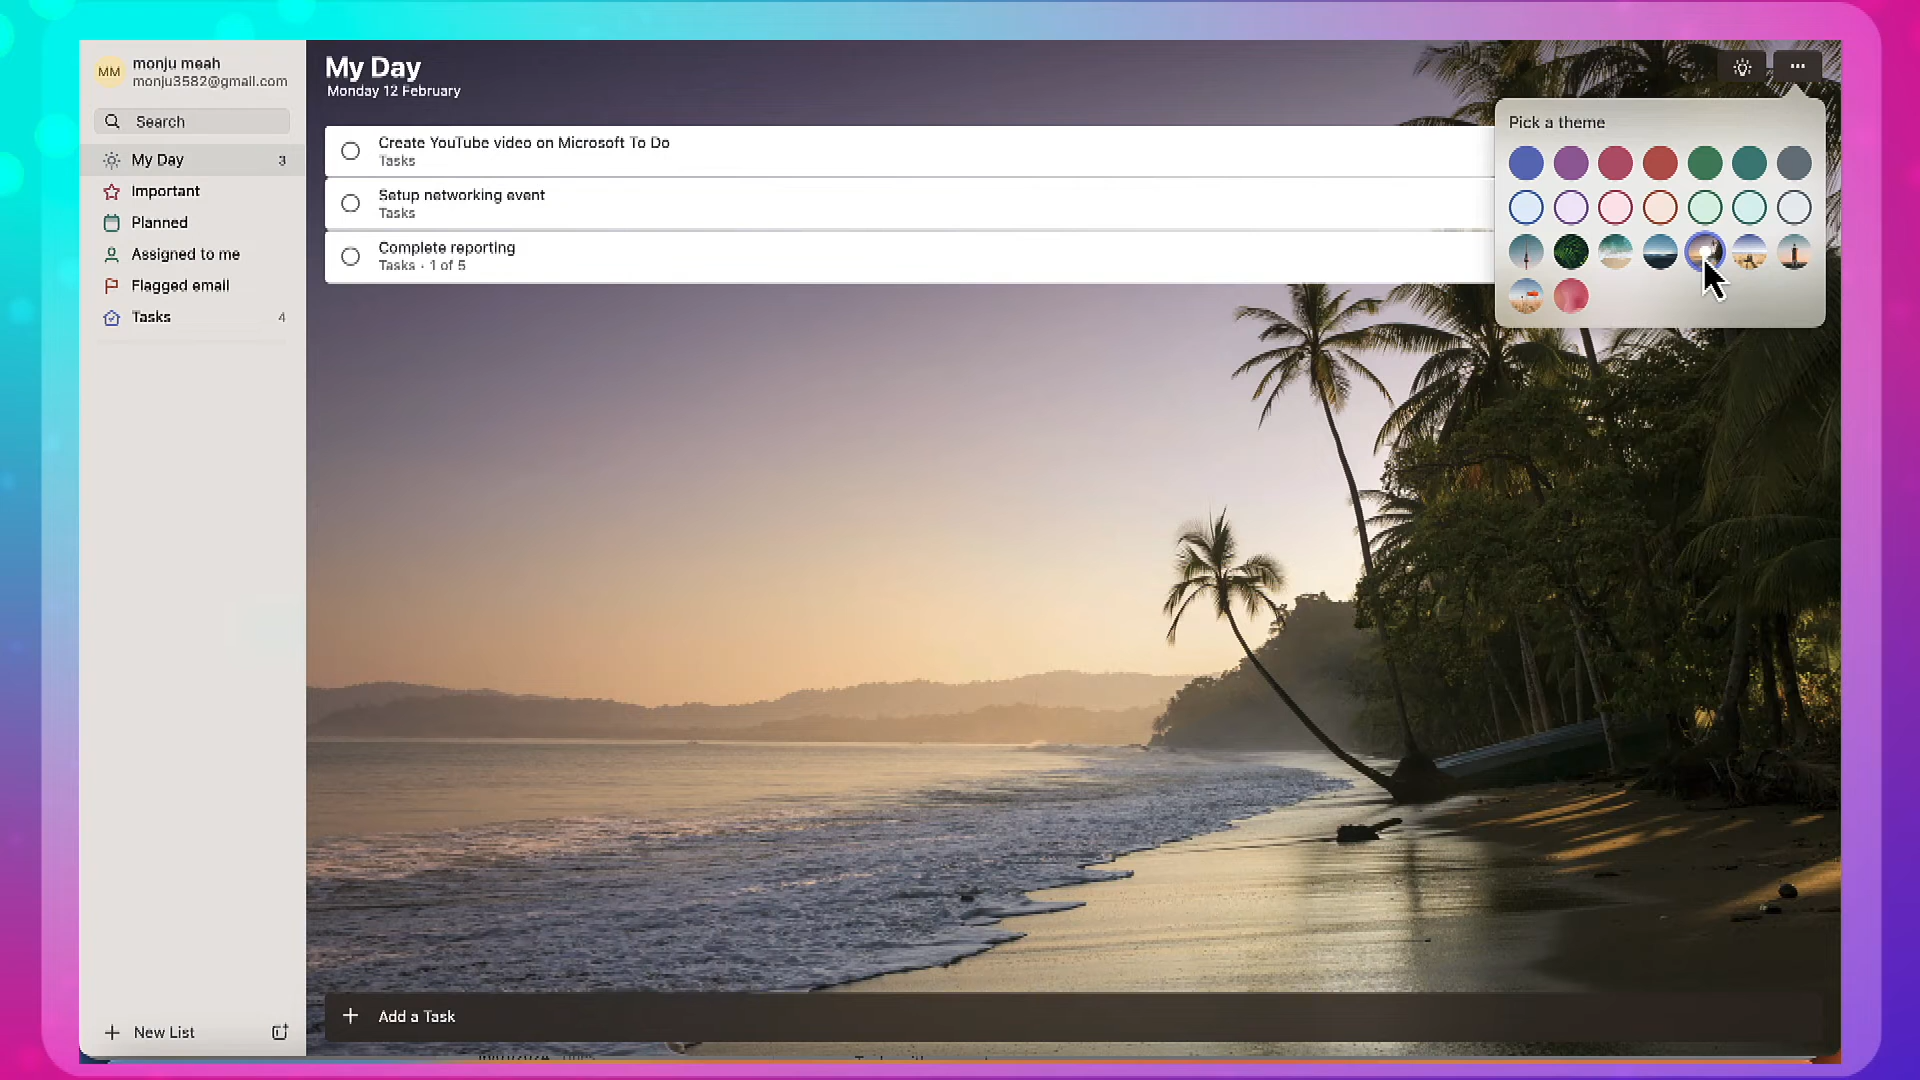 MM
monju meah
monju3582@gmail.com
Search
My Day 3
Important
Planned
Assigned to me
Flagged email
Tasks 4
New List
My Day
Monday 12 February
Create YouTube video on Microsoft To Do
Tasks
Setup networking event
Tasks
Complete reporting
Tasks · 1 of 5
Pick a theme
Add a Task